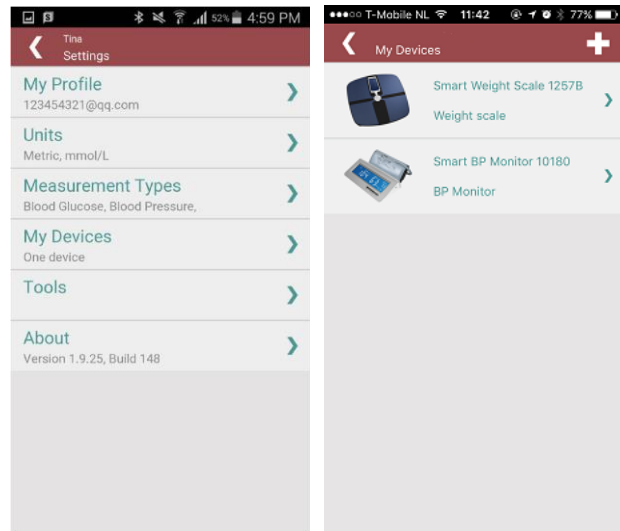 52% 4:59 PM
Tina
Settings
My Profile
123454321@qq.com
Units
Metric, mmol/L
Measurement Types
Blood Glucose, Blood Pressure,
My Devices
One device
Tools
About
Version 1.9.25, Build 148
T-Mobile NL 11:42 77%
My Devices
Smart Weight Scale 1257B
Weight scale
Smart BP Monitor 10180
BP Monitor